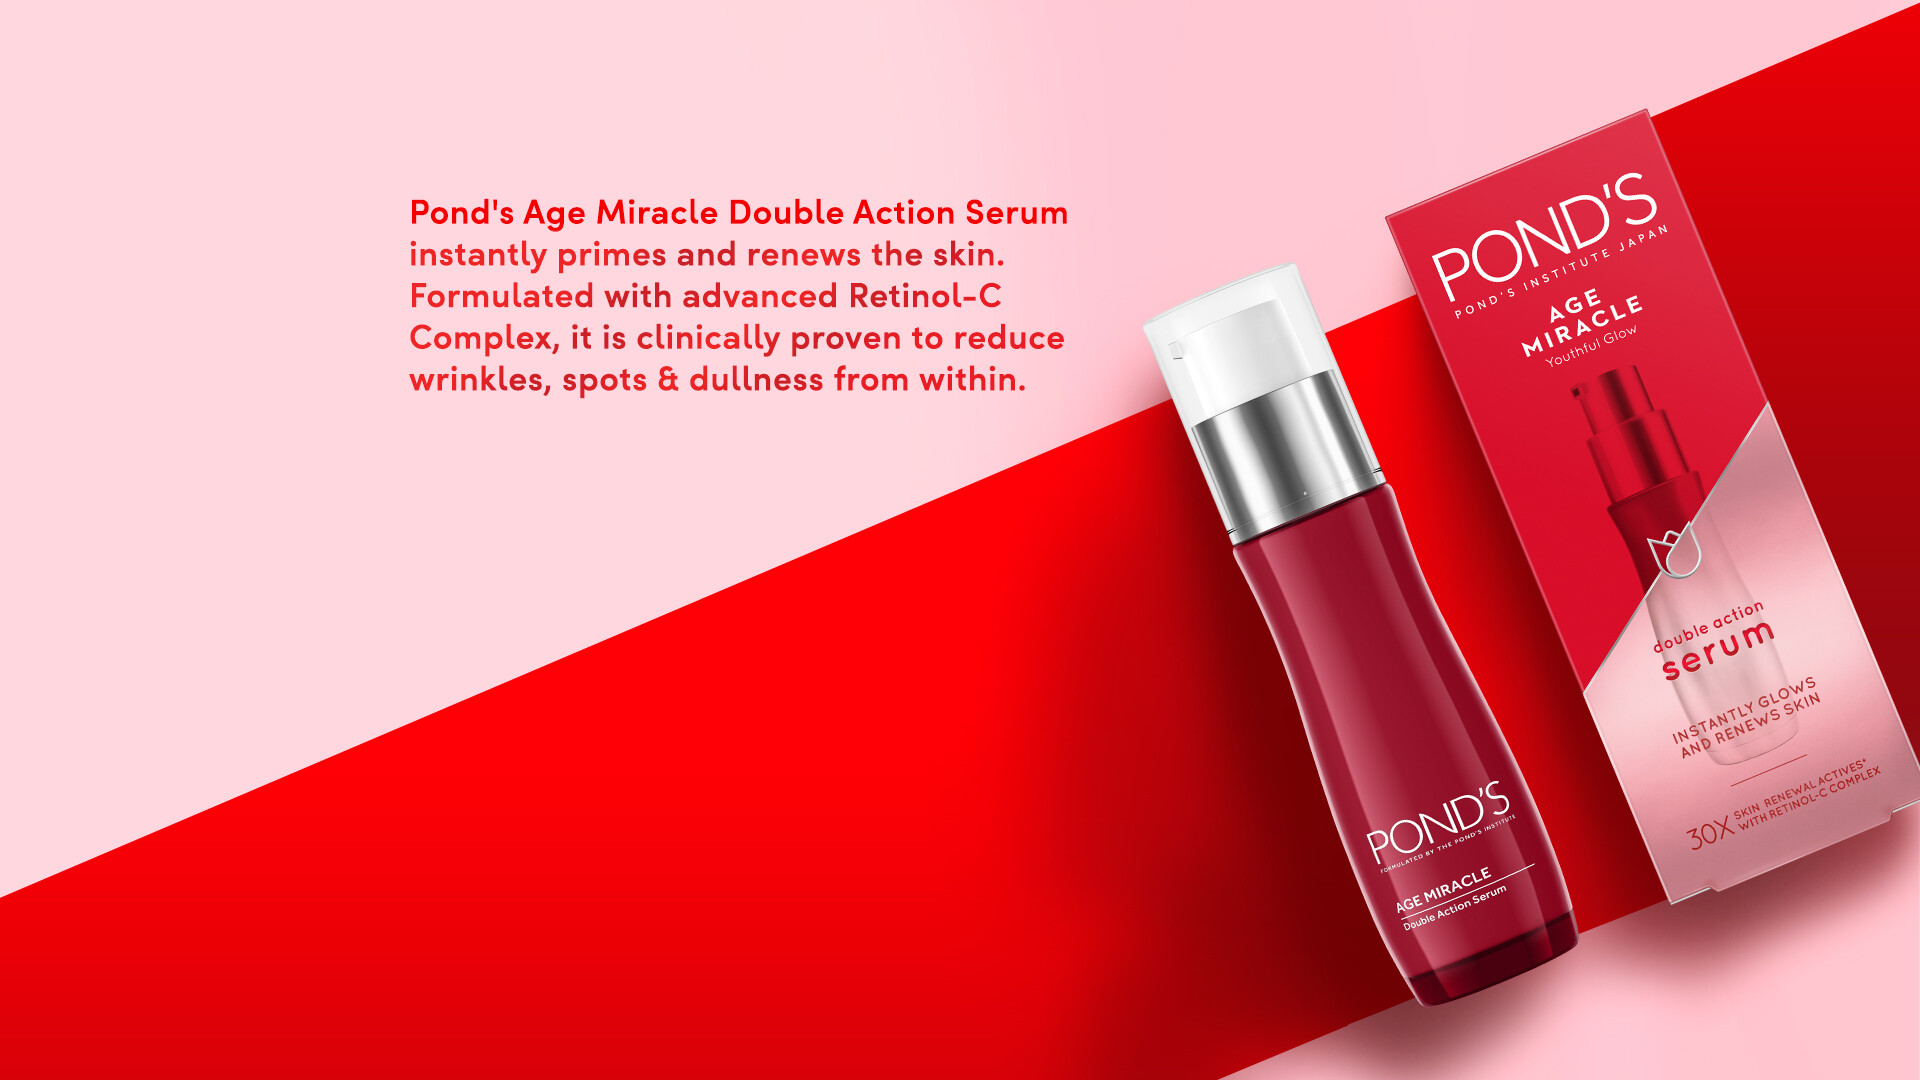 Pond's Age Miracle Double Action Serum
instantly primes and renews the skin.
Formulated with advanced Retinol-C
Complex, it is clinically proven to reduce
wrinkles, spots & dullness from within.
POND'S
FORMULATED BY THE POND'S INSTITUTE
AGE MIRACLE
Double Action Serum
POND'S
POND'S INSTITUTE JAPAN
AGE
MIRACLE
Youthful Glow
double action
serum
INSTANTLY GLOWS
AND RENEWS SKIN
30X SKIN RENEWAL ACTIVES*
WITH RETINOL-C COMPLEX